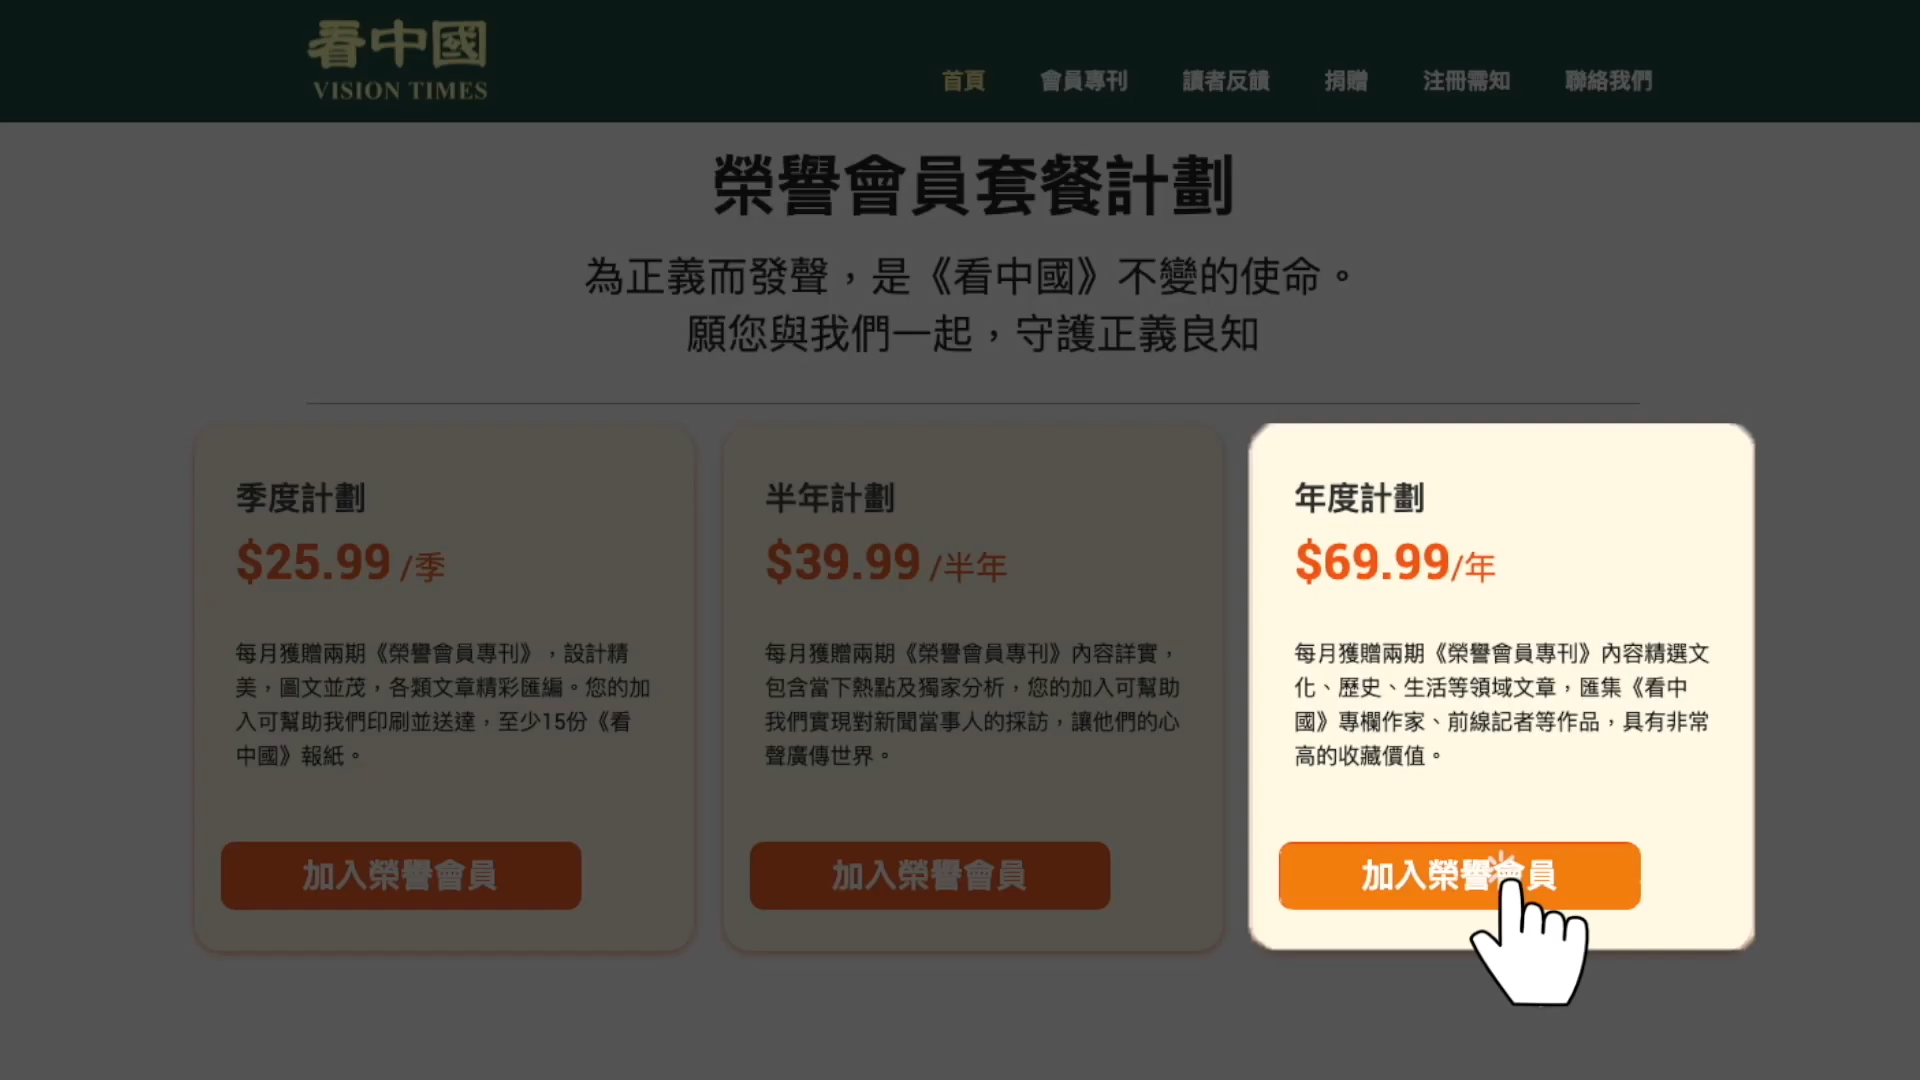 看中國
VISION TIMES
首頁 會員專刊 讀者反饋 捐贈 注冊需知 聯絡我們
榮譽會員套餐計劃
為正義而發聲，是《看中國》不變的使命。
願您與我們一起，守護正義良知
季度計劃
$25.99 /季
每月獲贈兩期《榮譽會員專刊》，設計精
美，圖文並茂，各類文章精彩匯編。您的加
入可幫助我們印刷並送達，至少15份《看
中國》報紙。
加入榮譽會員
半年計劃
$39.99 /半年
每月獲贈兩期《榮譽會員專刊》內容詳實，
包含當下熱點及獨家分析，您的加入可幫助
我們實現對新聞當事人的採訪，讓他們的心
聲廣傳世界。
加入榮譽會員
年度計劃
$69.99/年
每月獲贈兩期《榮譽會員專刊》內容精選文
化、歷史、生活等領域文章，匯集《看中
國》專欄作家、前線記者等作品，具有非常
高的收藏價值。
加入榮譽會員